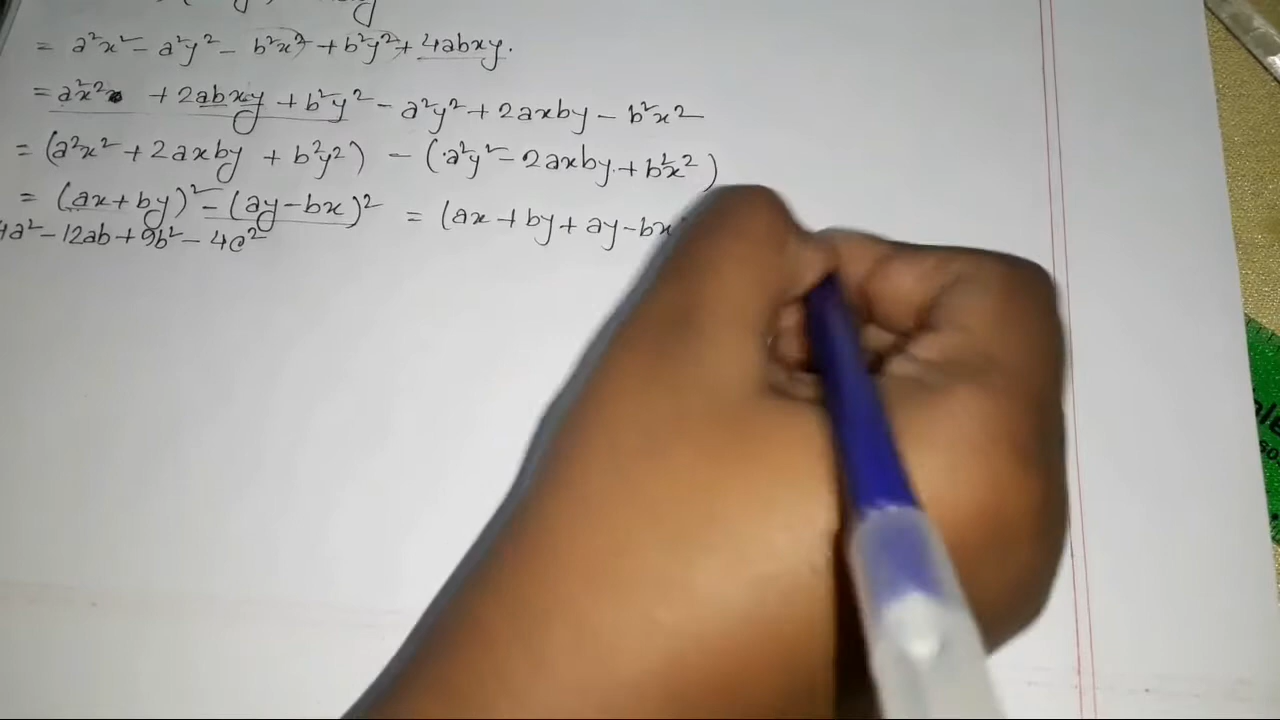 = a²x² - a²y² - b²x² + b²y² + 4abxy.
= a²x² + 2abxy + b²y² - a²y² + 2axby - b²x²
= (a²x² + 2axby + b²y²) - (a²y² - 2axby + b²x²)
= (ax+by)² - (ay-bx)² = (ax+by+ay-bx
4a² - 12ab + 9b² - 4c²